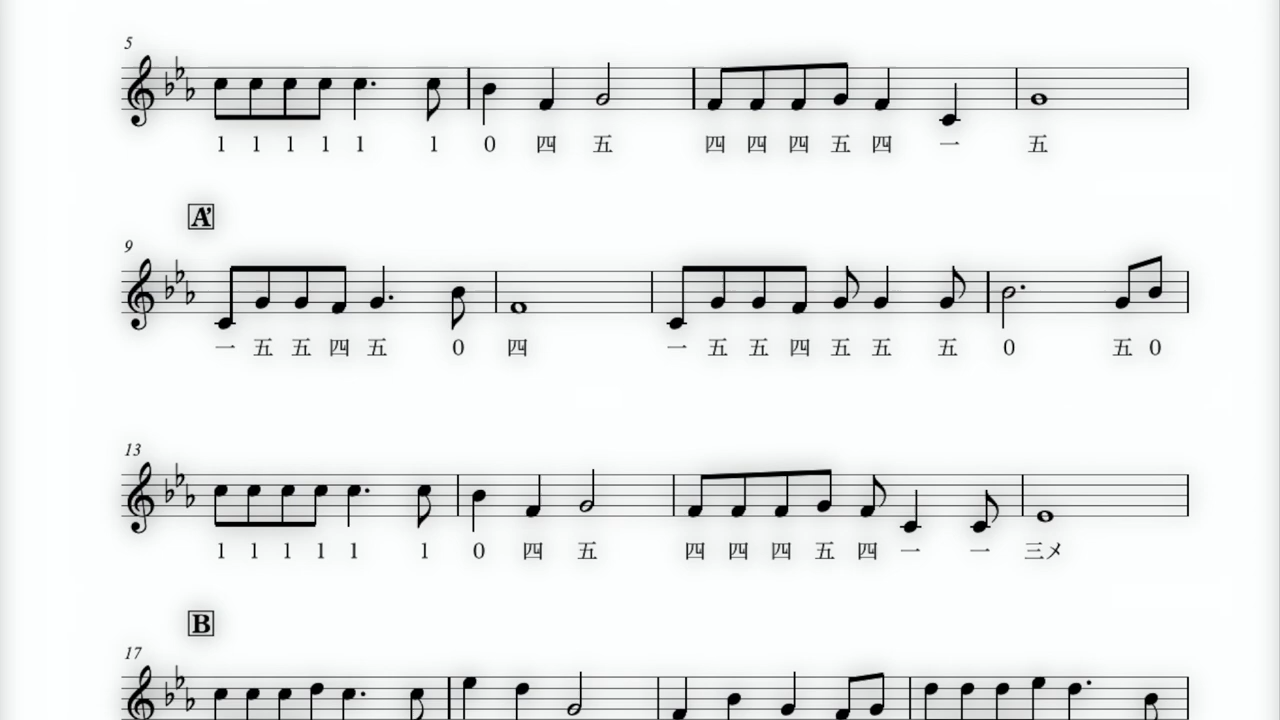 5
1 1 1 1 1 1 0 四 五 四 四 四 五 四 一 五
A'
9
一 五 五 四 五 0 四 一 五 五 四 五 五 五 0 五 0
13
1 1 1 1 1 1 0 四 五 四 四 四 五 四 一 一 三メ
B
17